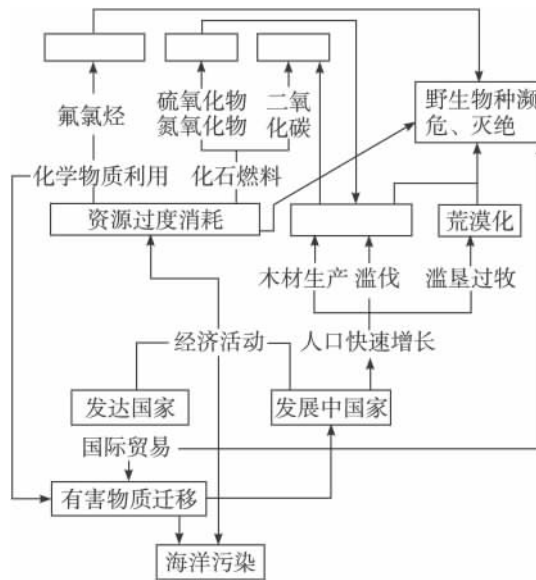 氟氯烃
硫氧化物
氮氧化物
二氧
化碳
野生物种濒
危、灭绝
化学物质利用
化石燃料
资源过度消耗
荒漠化
木材生产
滥伐
滥垦过牧
经济活动
人口快速增长
发达国家
发展中国家
国际贸易
有害物质迁移
海洋污染